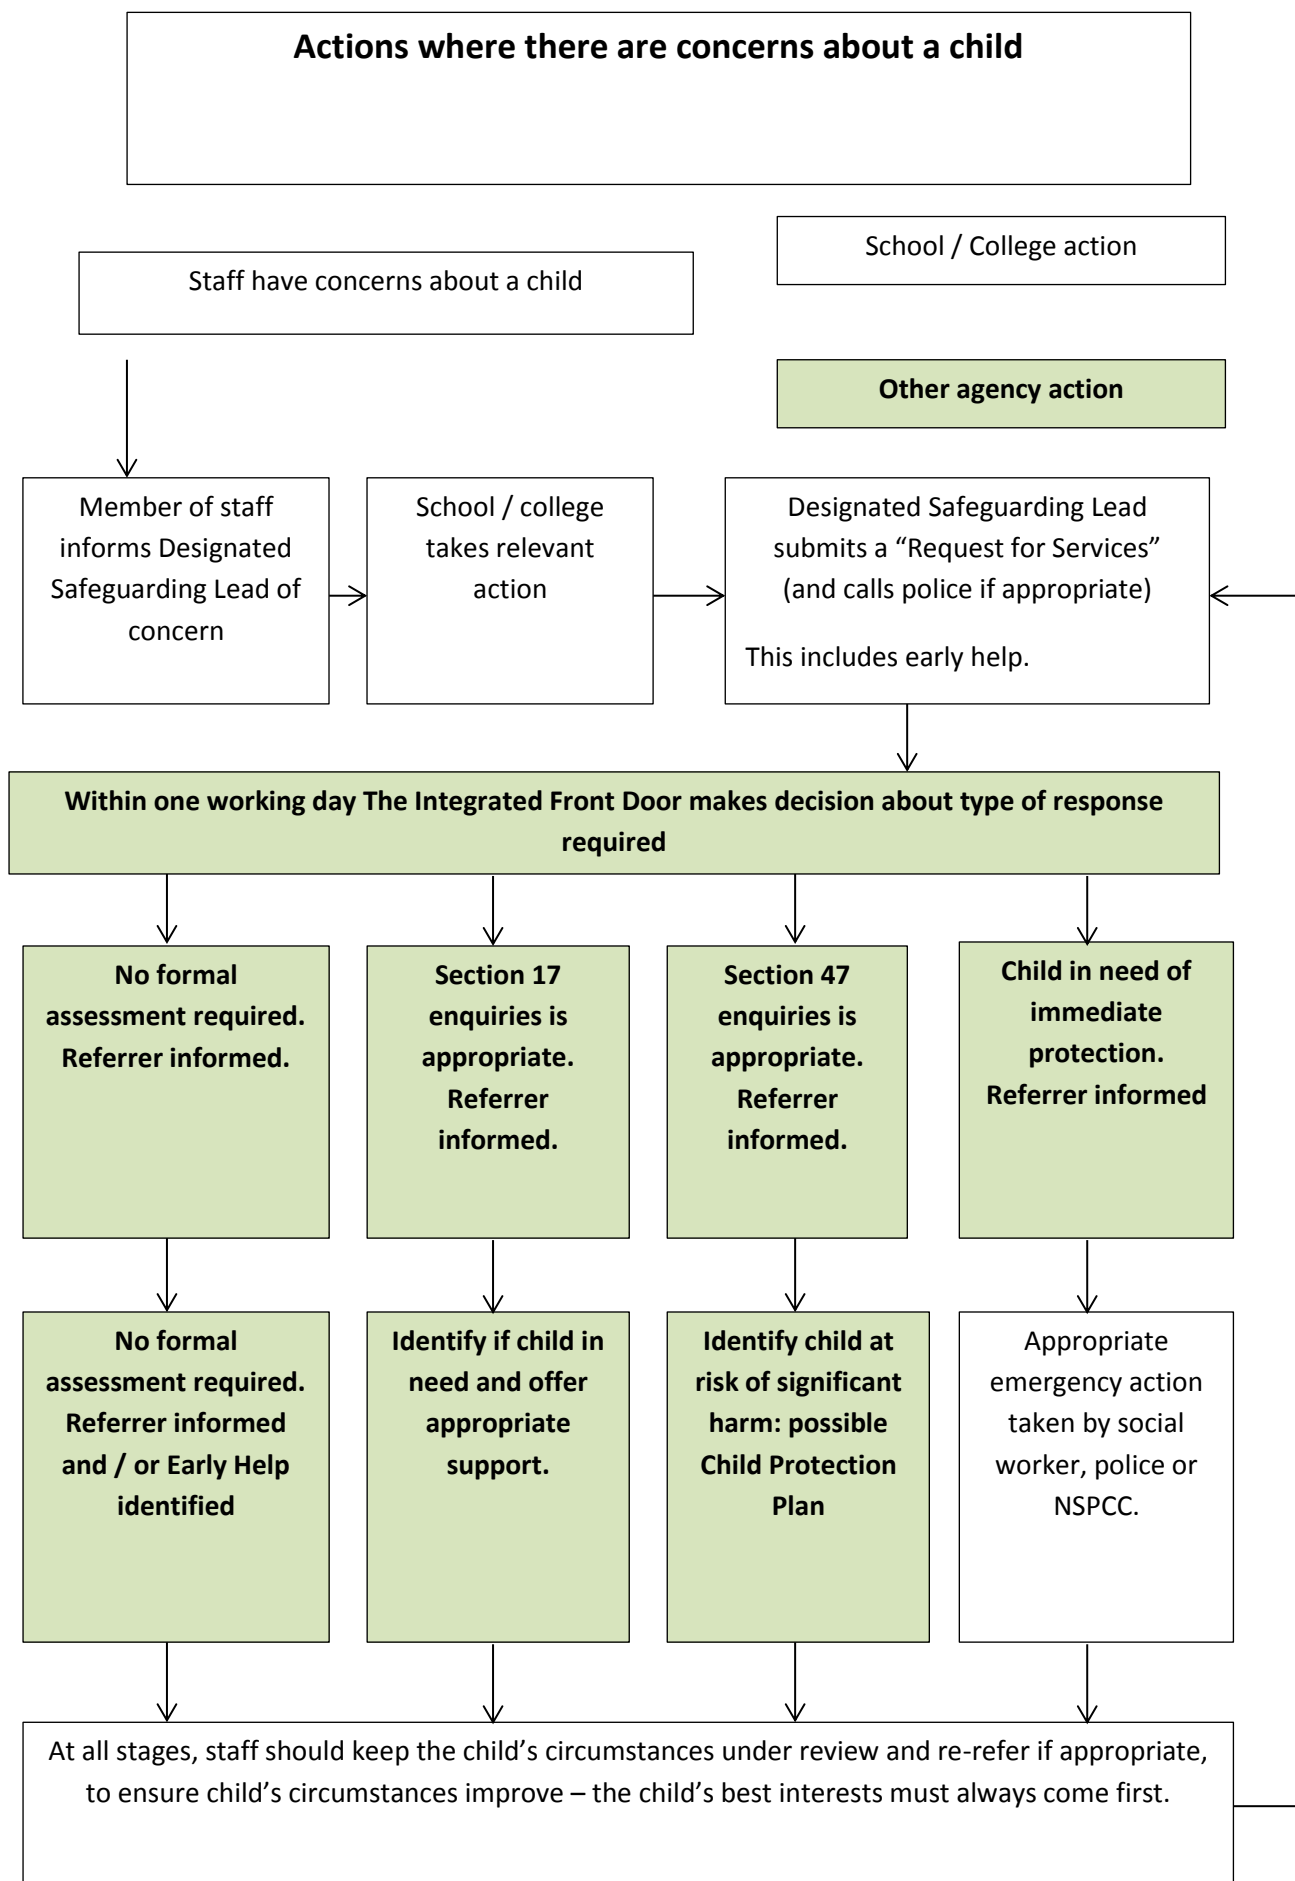 Actions where there are concerns about a child
School / College action
Staff have concerns about a child
Other agency action
Member of staff
informs Designated
Safeguarding Lead of
concern
School / college
takes relevant
action
Designated Safeguarding Lead
submits a “Request for Services”
(and calls police if appropriate)
This includes early help.
Within one working day The Integrated Front Door makes decision about type of response
required
No formal
assessment required.
Referrer informed.
Section 17
enquiries is
appropriate.
Referrer
informed.
Section 47
enquiries is
appropriate.
Referrer
informed.
Child in need of
immediate
protection.
Referrer informed
No formal
assessment required.
Referrer informed
and / or Early Help
identified
Identify if child in
need and offer
appropriate
support.
Identify child at
risk of significant
harm: possible
Child Protection
Plan
Appropriate
emergency action
taken by social
worker, police or
NSPCC.
At all stages, staff should keep the child’s circumstances under review and re-refer if appropriate,
to ensure child’s circumstances improve – the child’s best interests must always come first.